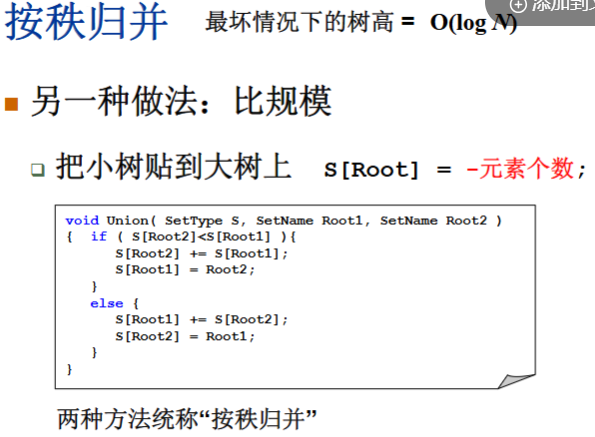 按秩归并 最坏情况下的树高 = O(log N)
添加到
另一种做法：比规模
把小树贴到大树上 S[Root] = -元素个数;
void Union( SetType S, SetName Root1, SetName Root2 )
{ if ( S[Root2]<S[Root1] ){
S[Root2] += S[Root1];
S[Root1] = Root2;
}
else {
S[Root1] += S[Root2];
S[Root2] = Root1;
}
}
两种方法统称“按秩归并”